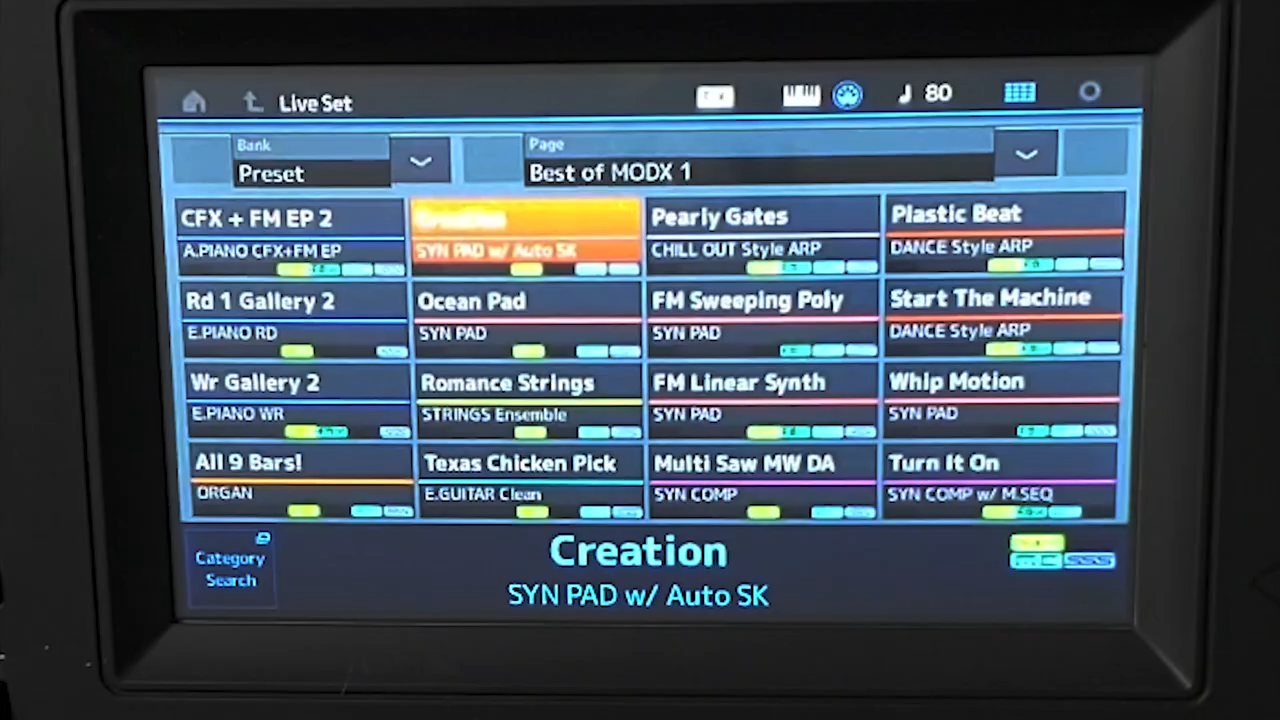 Live Set
80
Bank
Preset
Page
Best of MODX 1
CFX + FM EP 2
A.PIANO CFX+FM EP
Creation
SYN PAD w/ Auto SK
Pearly Gates
CHILL OUT Style ARP
Plastic Beat
DANCE Style ARP
Rd 1 Gallery 2
E.PIANO RD
Ocean Pad
SYN PAD
FM Sweeping Poly
SYN PAD
Start The Machine
DANCE Style ARP
Wr Gallery 2
E.PIANO WR
Romance Strings
STRINGS Ensemble
FM Linear Synth
SYN PAD
Whip Motion
SYN PAD
All 9 Bars!
ORGAN
Texas Chicken Pick
E.GUITAR Clean
Multi Saw MW DA
SYN COMP
Turn It On
SYN COMP w/ M.SEQ
Category
Search
Creation
SYN PAD w/ Auto SK